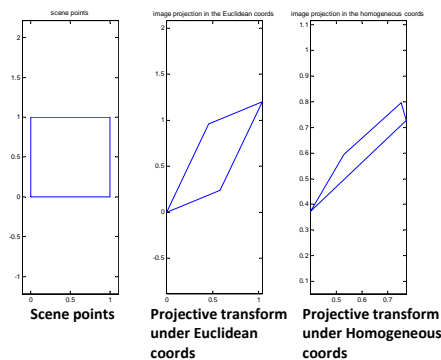 scene points
image projection in the Euclidean coords
image projection in the homogeneous coords
2
1.5
1
0.5
0
-0.5
-1
0 0.5 1
2
1.5
1
0.5
0
-0.5
0 0.5 1
1.1
1
0.9
0.8
0.7
0.6
0.5
0.4
0.3
0.2
0.1
0.5 0.6 0.7
Scene points
Projective transform
under Euclidean
coords
Projective transform
under Homogeneous
coords